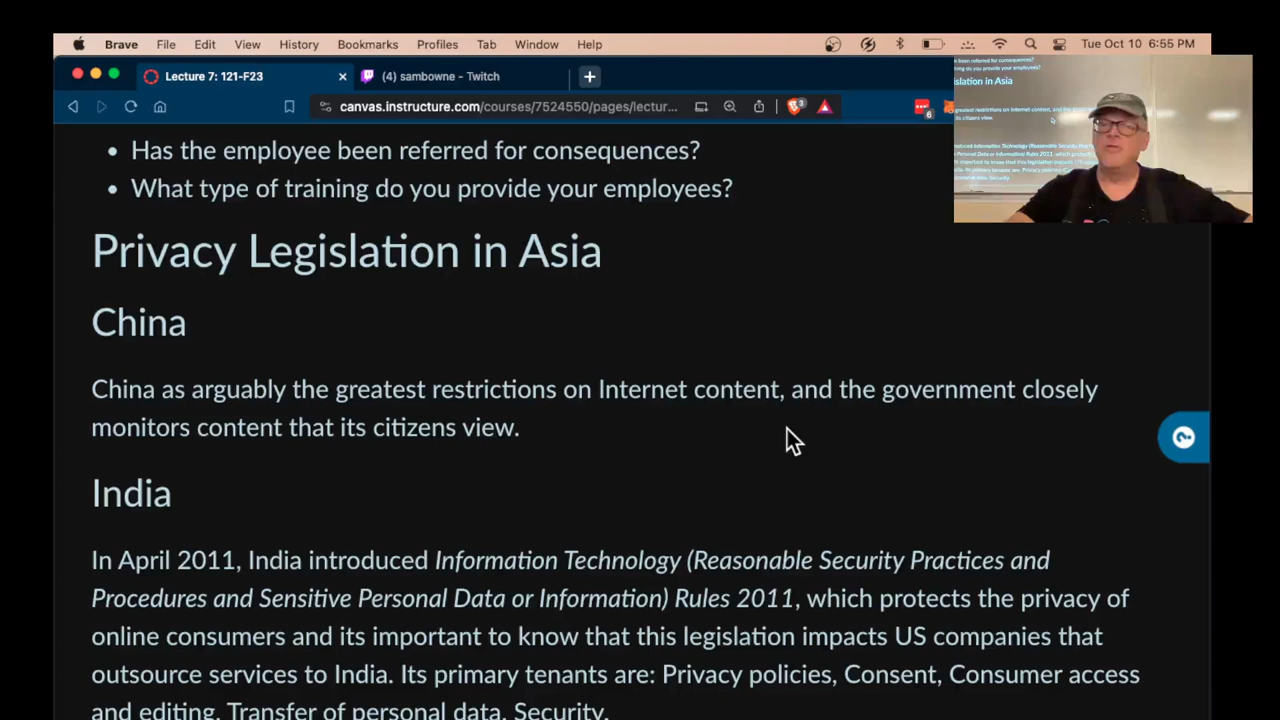 Brave File Edit View History Bookmarks Profiles Tab Window Help Tue Oct 10 6:55 PM
Lecture 7: 121-F23 (4) sambowne - Twitch
canvas.instructure.com/courses/7524550/pages/lectur... 3 6
Has the employee been referred for consequences?
What type of training do you provide your employees?
Privacy Legislation in Asia
China
China as arguably the greatest restrictions on Internet content, and the government closely
monitors content that its citizens view.
India
In April 2011, India introduced Information Technology (Reasonable Security Practices and
Procedures and Sensitive Personal Data or Information) Rules 2011, which protects the privacy of
online consumers and its important to know that this legislation impacts US companies that
outsource services to India. Its primary tenants are: Privacy policies, Consent, Consumer access
and editing, Transfer of personal data, Security.